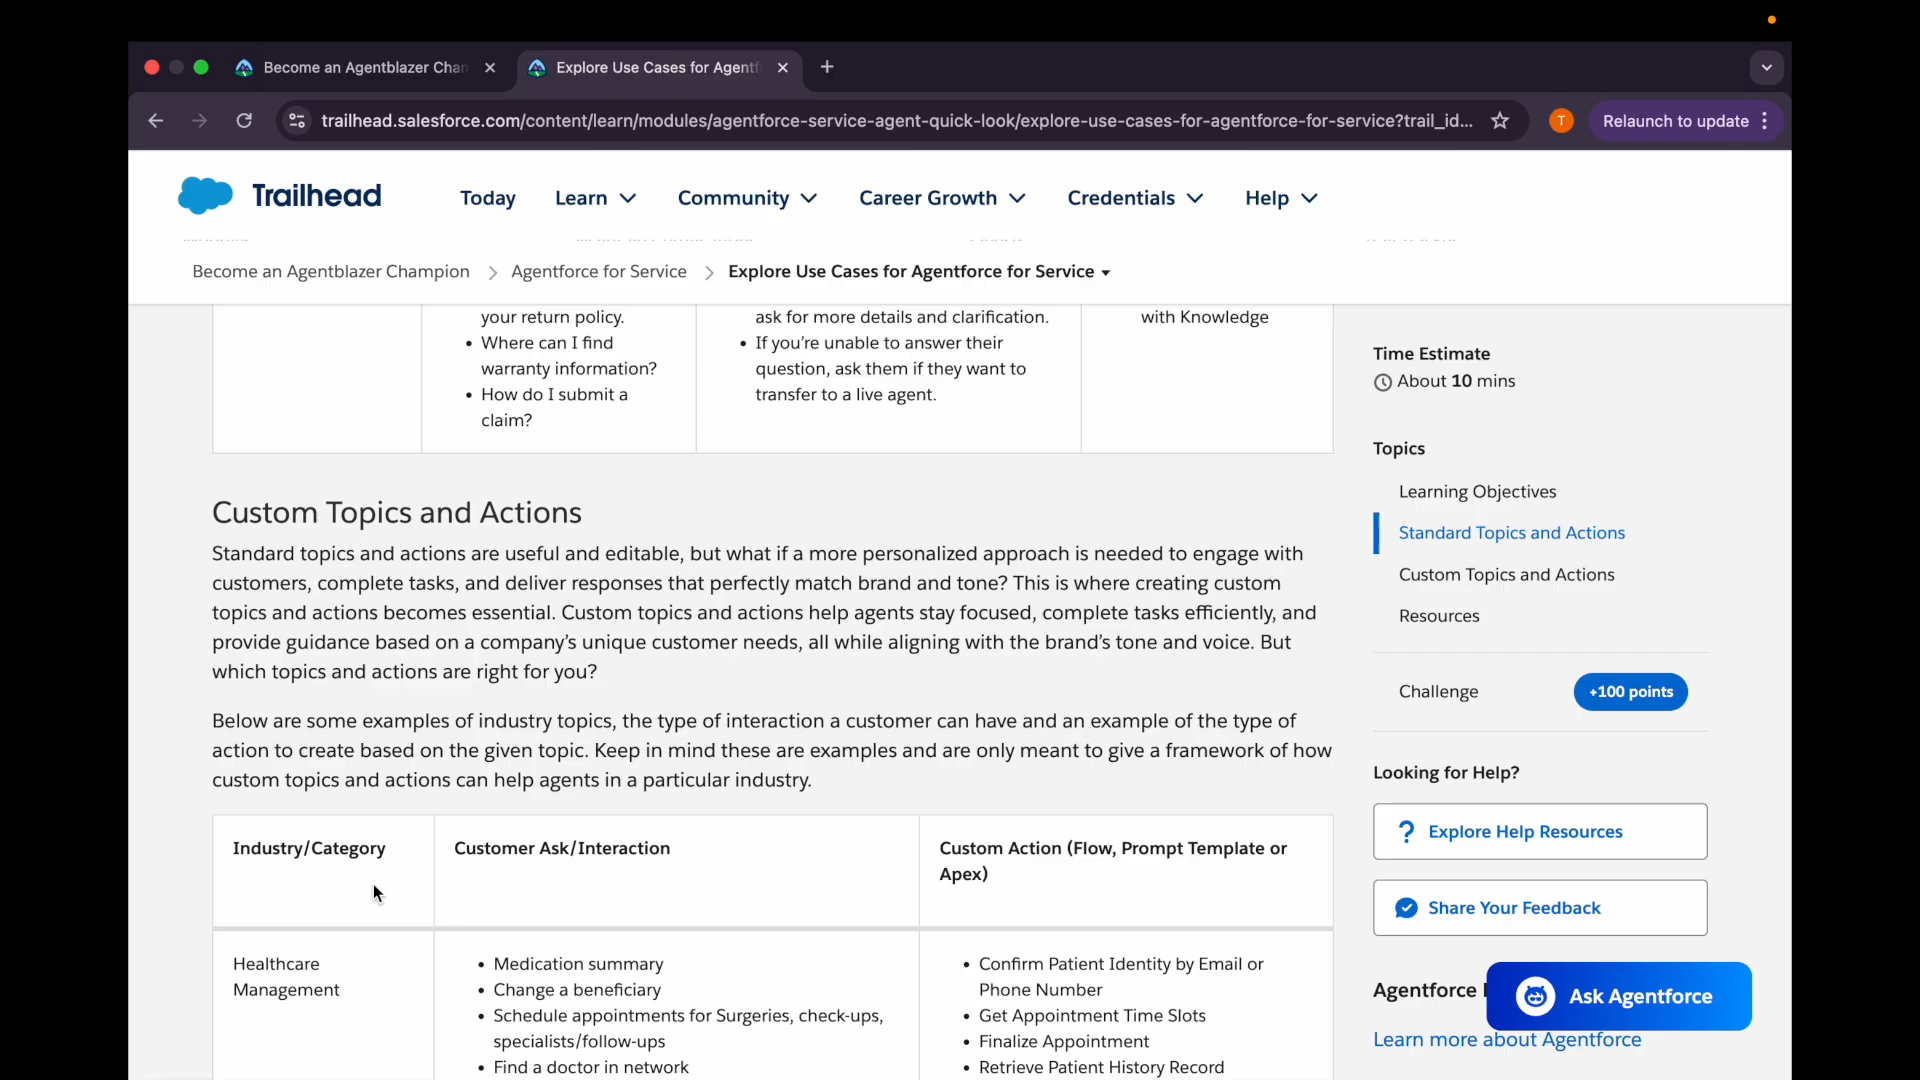 Become an Agentblazer Chan
Explore Use Cases for Agentf
trailhead.salesforce.com/content/learn/modules/agentforce-service-agent-quick-look/explore-use-cases-for-agentforce-for-service?trail_id...
T
Relaunch to update
Trailhead
Today
Learn
Community
Career Growth
Credentials
Help
Become an Agentblazer Champion
Agentforce for Service
Explore Use Cases for Agentforce for Service
your return policy.
• Where can I find
warranty information?
• How do I submit a
claim?
ask for more details and clarification.
• If you’re unable to answer their
question, ask them if they want to
transfer to a live agent.
with Knowledge
Custom Topics and Actions
Standard topics and actions are useful and editable, but what if a more personalized approach is needed to engage with
customers, complete tasks, and deliver responses that perfectly match brand and tone? This is where creating custom
topics and actions becomes essential. Custom topics and actions help agents stay focused, complete tasks efficiently, and
provide guidance based on a company’s unique customer needs, all while aligning with the brand’s tone and voice. But
which topics and actions are right for you?
Below are some examples of industry topics, the type of interaction a customer can have and an example of the type of
action to create based on the given topic. Keep in mind these are examples and are only meant to give a framework of how
custom topics and actions can help agents in a particular industry.
Industry/Category
Customer Ask/Interaction
Custom Action (Flow, Prompt Template or
Apex)
Healthcare
Management
• Medication summary
• Change a beneficiary
• Schedule appointments for Surgeries, check-ups,
specialists/follow-ups
• Find a doctor in network
• Confirm Patient Identity by Email or
Phone Number
• Get Appointment Time Slots
• Finalize Appointment
• Retrieve Patient History Record
Time Estimate
About 10 mins
Topics
Learning Objectives
Standard Topics and Actions
Custom Topics and Actions
Resources
Challenge
+100 points
Looking for Help?
Explore Help Resources
Share Your Feedback
Agentforce
Ask Agentforce
Learn more about Agentforce